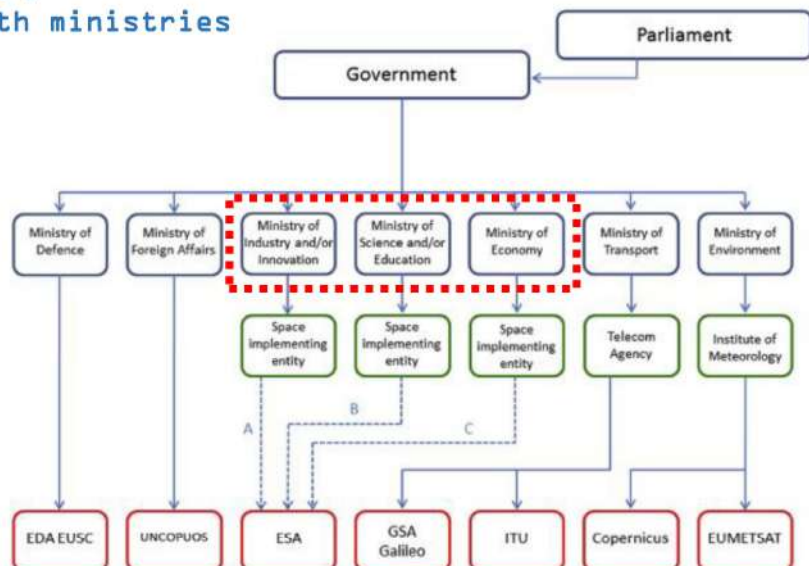 th ministries
Parliament
Government
Ministry of
Defence
Ministry of
Foreign Affairs
Ministry of
Industry and/or
Innovation
Ministry of
Science and/or
Education
Ministry of
Economy
Ministry of
Transport
Ministry of
Environment
Space
implementing
entity
Space
implementing
entity
Space
implementing
entity
Telecom
Agency
Institute of
Meteorology
A
B
C
EDA EUSC
UNCOPUOS
ESA
GSA
Galileo
ITU
Copernicus
EUMETSAT